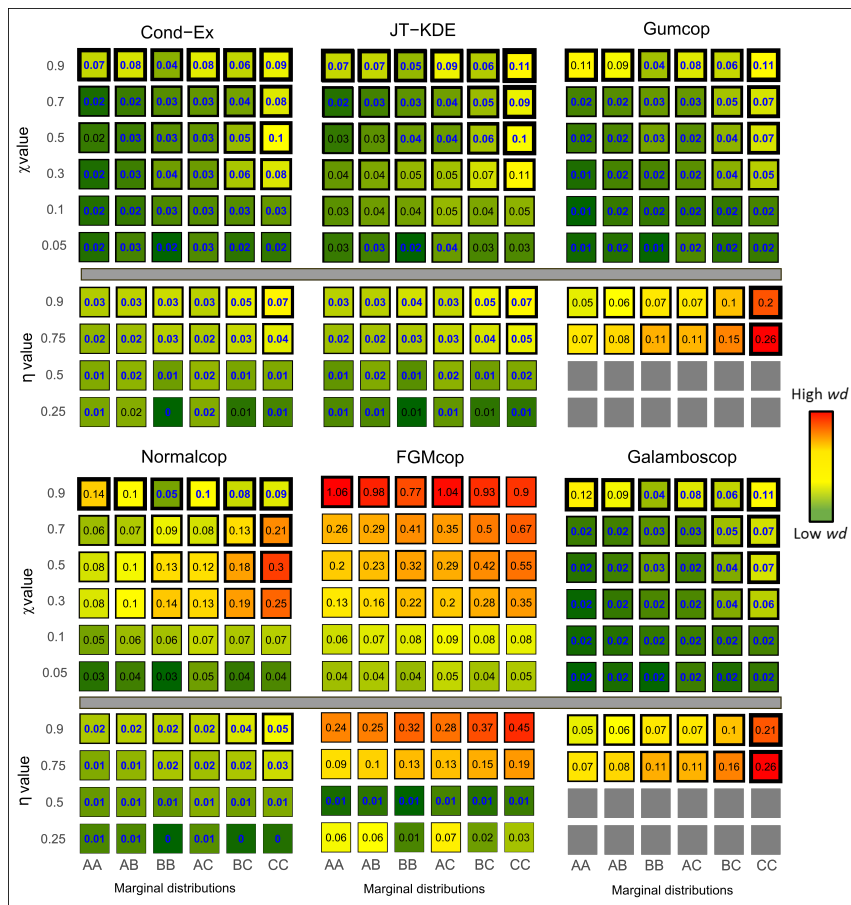 Cond−Ex JT−KDE Gumcop
0.9 0.07 0.08 0.04 0.08 0.06 0.09 0.07 0.07 0.05 0.09 0.06 0.11 0.11 0.09 0.04 0.08 0.06 0.11
0.7 0.02 0.02 0.03 0.03 0.04 0.08 0.02 0.03 0.03 0.04 0.05 0.09 0.02 0.02 0.03 0.03 0.05 0.07
0.5 0.02 0.03 0.03 0.03 0.05 0.1 0.03 0.03 0.04 0.04 0.06 0.1 0.02 0.02 0.03 0.02 0.04 0.07
χvalue
0.3 0.03 0.02 0.03 0.04 0.06 0.08 0.04 0.04 0.05 0.05 0.07 0.11 0.01 0.02 0.02 0.02 0.04 0.05
0.1 0.02 0.02 0.03 0.03 0.03 0.03 0.03 0.04 0.04 0.05 0.04 0.05 0.01 0.02 0.02 0.02 0.02 0.02
0.05 0.02 0.03 0.02 0.03 0.02 0.02 0.03 0.03 0.02 0.04 0.03 0.03 0.01 0.02 0.01 0.02 0.02 0.02
0.9 0.03 0.03 0.03 0.03 0.05 0.07 0.03 0.03 0.04 0.03 0.05 0.07 0.05 0.06 0.07 0.07 0.1 0.2
0.75 0.02 0.02 0.02 0.02 0.03 0.04 0.02 0.02 0.03 0.03 0.04 0.05 0.07 0.08 0.11 0.11 0.15 0.26
η value
0.5 0.01 0.02 0.01 0.02 0.01 0.01 0.01 0.02 0.01 0.02 0.01 0.02
0.25 0.01 0.02 0 0.02 0.01 0.01 0.01 0.01 0.01 0.01 0.01 0.01
High wd
Low wd
Normalcop FGMcop Galamboscop
0.9 0.14 0.1 0.05 0.1 0.08 0.09 1.06 0.98 0.77 1.04 0.93 0.9 0.12 0.09 0.04 0.08 0.06 0.11
0.7 0.06 0.07 0.09 0.08 0.13 0.21 0.26 0.29 0.41 0.35 0.5 0.67 0.02 0.02 0.03 0.03 0.05 0.07
0.5 0.08 0.1 0.13 0.12 0.18 0.3 0.2 0.23 0.32 0.29 0.42 0.55 0.02 0.02 0.03 0.02 0.04 0.07
χvalue
0.3 0.08 0.1 0.14 0.13 0.19 0.25 0.13 0.16 0.22 0.2 0.28 0.35 0.02 0.02 0.02 0.02 0.04 0.06
0.1 0.05 0.06 0.06 0.07 0.07 0.07 0.06 0.07 0.08 0.09 0.08 0.08 0.02 0.02 0.02 0.02 0.02 0.02
0.05 0.03 0.04 0.03 0.05 0.04 0.04 0.04 0.04 0.04 0.05 0.04 0.05 0.02 0.02 0.02 0.02 0.02 0.02
0.9 0.02 0.02 0.02 0.02 0.04 0.05 0.24 0.25 0.32 0.28 0.37 0.45 0.05 0.06 0.07 0.07 0.1 0.21
0.75 0.01 0.01 0.02 0.02 0.02 0.03 0.09 0.1 0.13 0.13 0.15 0.19 0.07 0.08 0.11 0.11 0.16 0.26
η value
0.5 0.01 0.01 0.01 0.01 0.01 0.01 0.01 0.01 0.01 0.01 0.01 0.01
0.25 0.01 0.01 0 0.01 0 0 0.06 0.06 0.01 0.07 0.02 0.03
AA AB BB AC BC CC AA AB BB AC BC CC AA AB BB AC BC CC
Marginal distributions Marginal distributions Marginal distributions